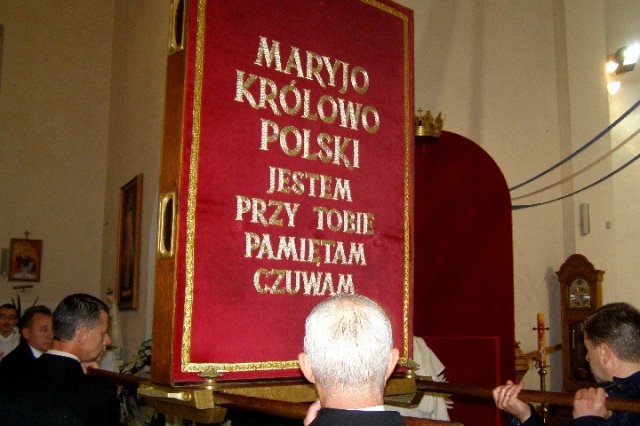 MARYJO
KRÓLOWO
POLSKI
JESTEM
PRZY TOBIE
PAMIĘTAM
CZUWAM